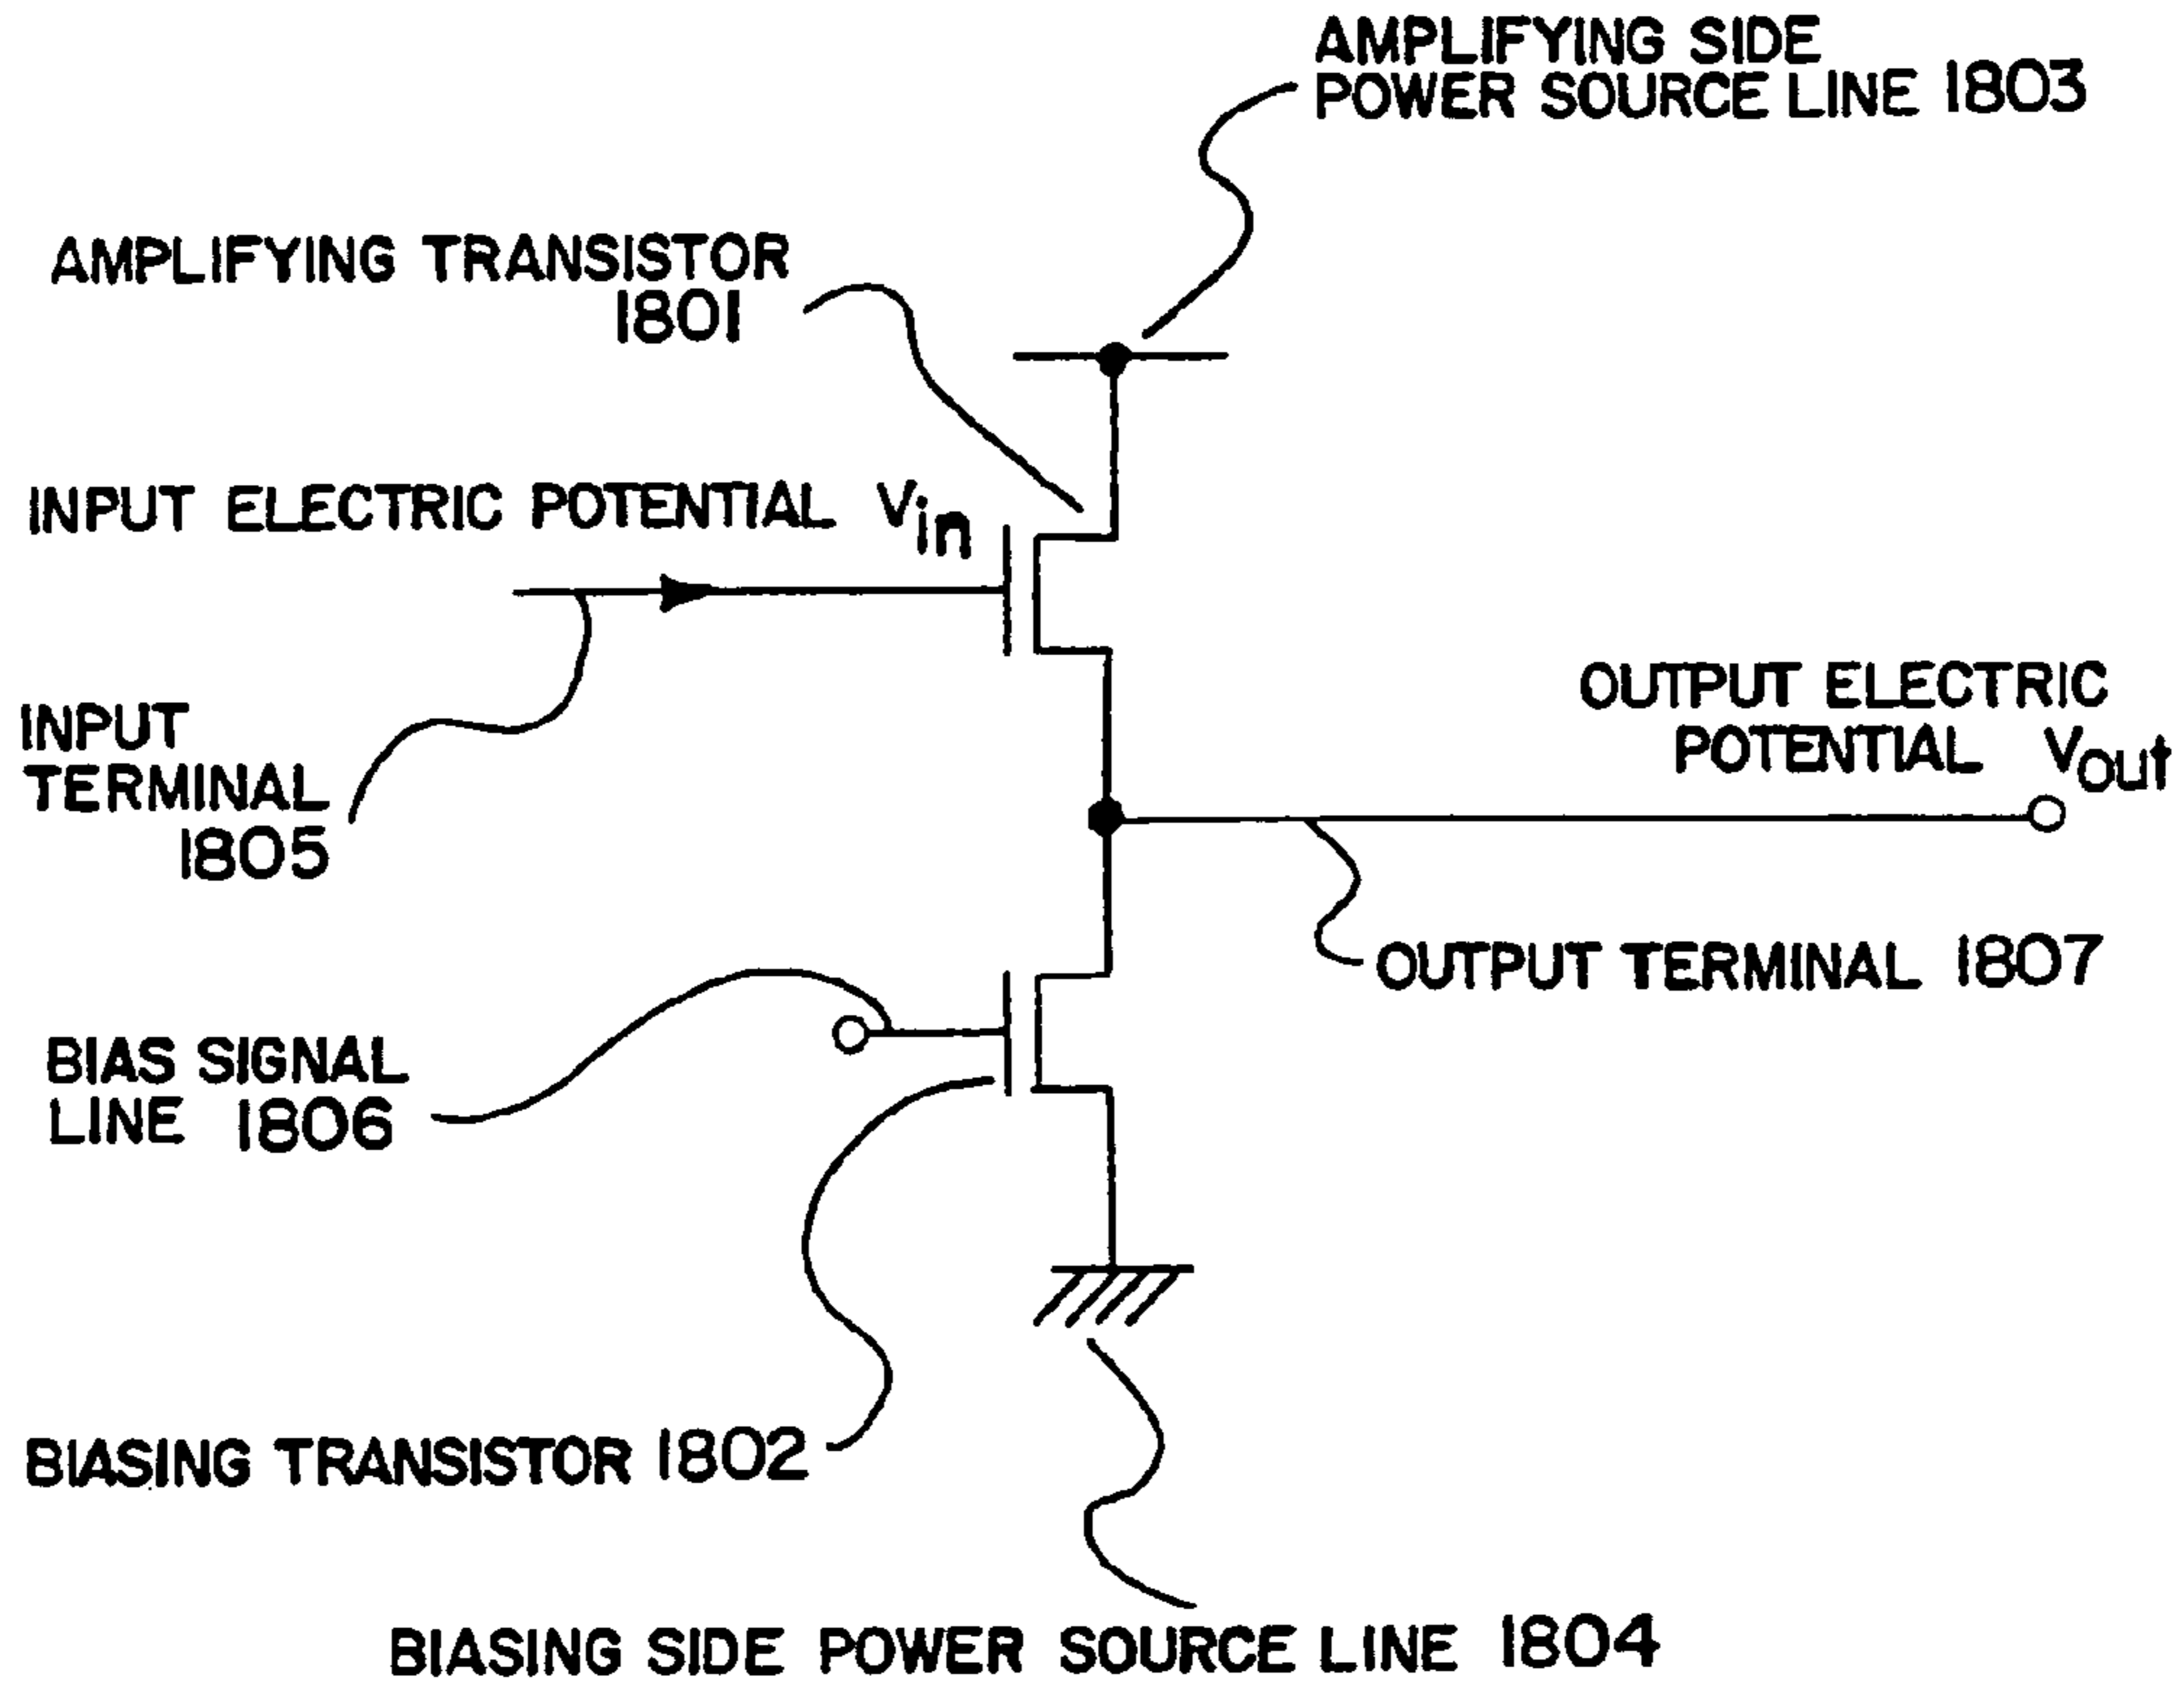 AMPLIFYING SIDE
POWER SOURCE LINE 1803
AMPLIFYING TRANSISTOR
1801
INPUT ELECTRIC POTENTIAL Vin
INPUT
TERMINAL
1805
OUTPUT ELECTRIC
POTENTIAL Vout
OUTPUT TERMINAL 1807
BIAS SIGNAL
LINE 1806
BIASING TRANSISTOR 1802
BIASING SIDE POWER SOURCE LINE 1804